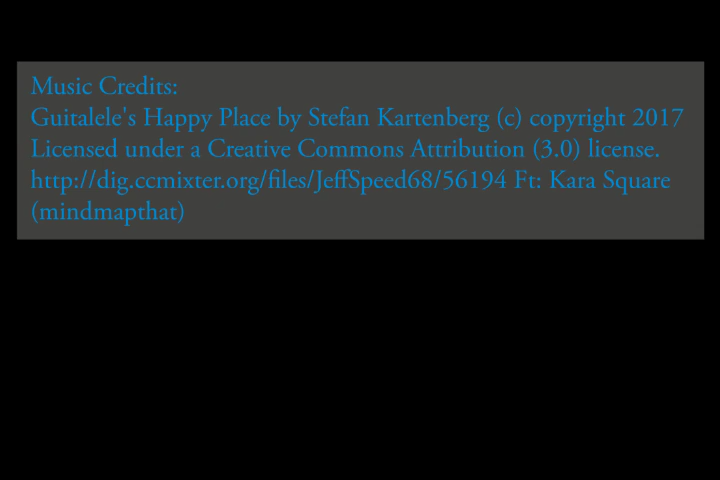 Music Credits:
Guitalele's Happy Place by Stefan Kartenberg (c) copyright 2017
Licensed under a Creative Commons Attribution (3.0) license.
http://dig.ccmixter.org/files/JeffSpeed68/56194 Ft: Kara Square
(mindmapthat)